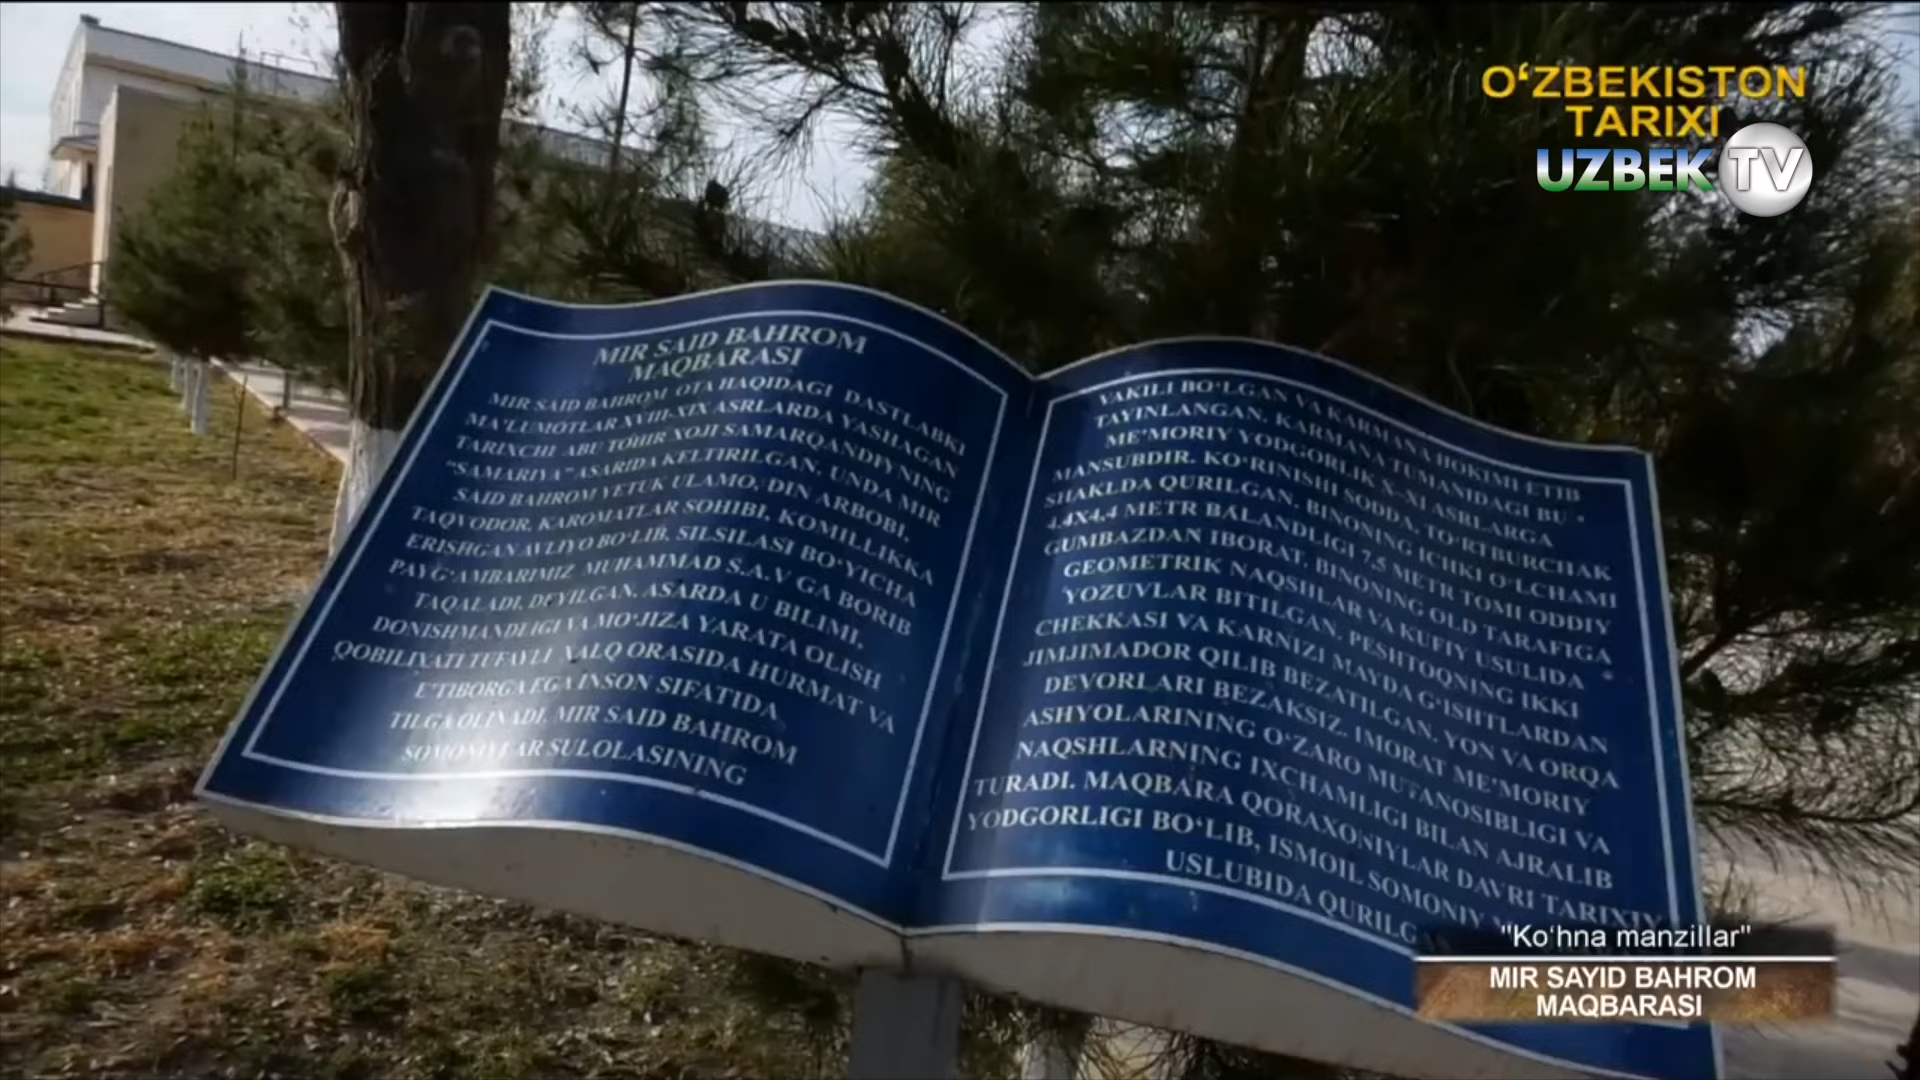 O‘ZBEKISTON
TARIXI
UZBEK TV
MIR SAID BAHROM
MAQBARASI
MIR SAID BAHROM OTA HAQIDAGI DASTLABKI
MA'LUMOTLAR XVIII-XIX ASRLARDA YASHAGAN
TARIXCHI ABU TOHIR XOJI SAMARQANDIYNING
"SAMARIYA" ASARIDA KELTIRILGAN. UNDA MIR
SAID BAHROM YETUK ULAMO, DIN ARBOBI,
TAQVODOR, KAROMATLAR SOHIBI, KOMILLIKKA
ERISHGAN AVLIYO BO‘LIB, SILSILASI BO‘YICHA
PAYG‘AMBARIMIZ MUHAMMAD S.A.V GA BORIB
TAQALADI, DEYILGAN. ASARDA U BILIMI,
DONISHMANDLIGI VA MO‘JIZA YARATA OLISH
QOBILIYATI TUFAYLI XALQ ORASIDA HURMAT VA
E'TIBORGA EGA INSON SIFATIDA
TILGA OLINADI. MIR SAID BAHROM
SOMONIYLAR SULOLASINING
VAKILI BO‘LGAN VA KARMANA HOKIMI ETIB
TAYINLANGAN. KARMANA TUMANIDAGI BU
ME'MORIY YODGORLIK X-XI ASRLARGA
MANSUBDIR. KO‘RINISHI SODDA, TO‘RTBURCHAK
SHAKLDA QURILGAN. BINONING ICHKI O‘LCHAMI
4,4X4,4 METR BALANDLIGI 7,5 METR TOMI ODDIY
GUMBAZDAN IBORAT. BINONING OLD TARAFIGA
GEOMETRIK NAQSHLAR VA KUFIY USULIDA
YOZUVLAR BITILGAN. PESHTOQNING IKKI
CHEKKASI VA KARNIZI MAYDA G‘ISHTLARDAN
JIMJIMADOR QILIB BEZATILGAN. YON VA ORQA
DEVORLARI BEZAKSIZ. IMORAT ME'MORIY
ASHYOLARINING O‘ZARO MUTANOSIBLIGI VA
NAQSHLARNING IXCHAMLIGI BILAN AJRALIB
TURADI. MAQBARA QORAXONIYLAR DAVRI TARIXIY
YODGORLIGI BO‘LIB, ISMOIL SOMONIY
USLUBIDA
"Ko‘hna manzillar"
MIR SAYID BAHROM
MAQBARASI